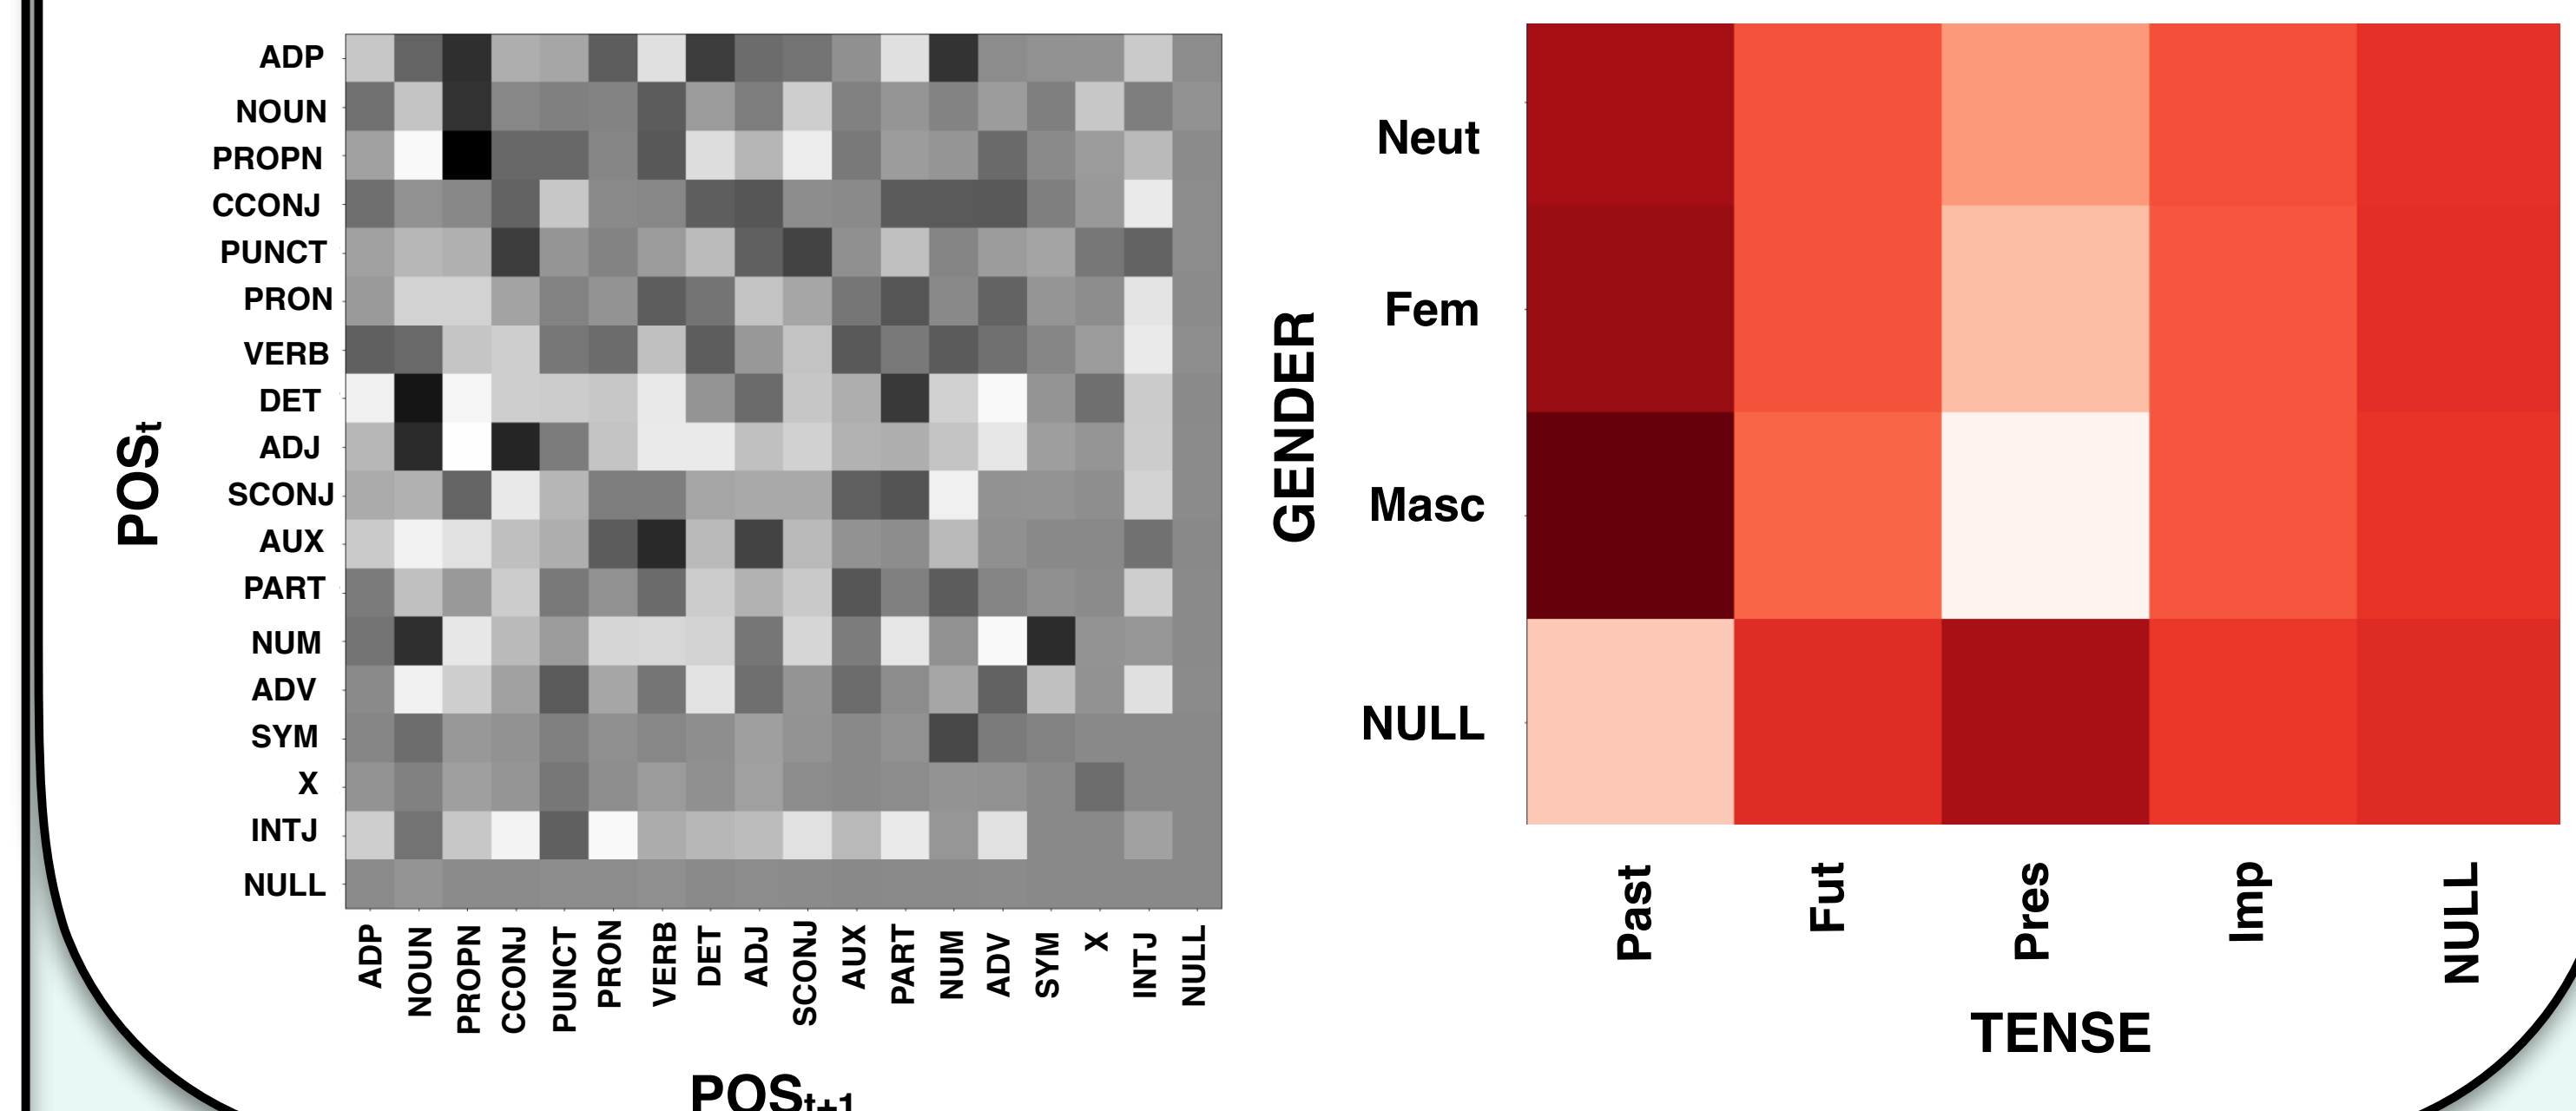 ADP
NOUN
PROPN
CCONJ
PUNCT
PRON
VERB
DET
ADJ
SCONJ
AUX
PART
NUM
ADV
SYM
X
INTJ
NULL
POSt
ADP NOUN PROPN CCONJ PUNCT PRON VERB DET ADJ SCONJ AUX PART NUM ADV SYM X INTJ NULL
POSt+1
GENDER
Neut
Fem
Masc
NULL
Past Fut Pres Imp NULL
TENSE